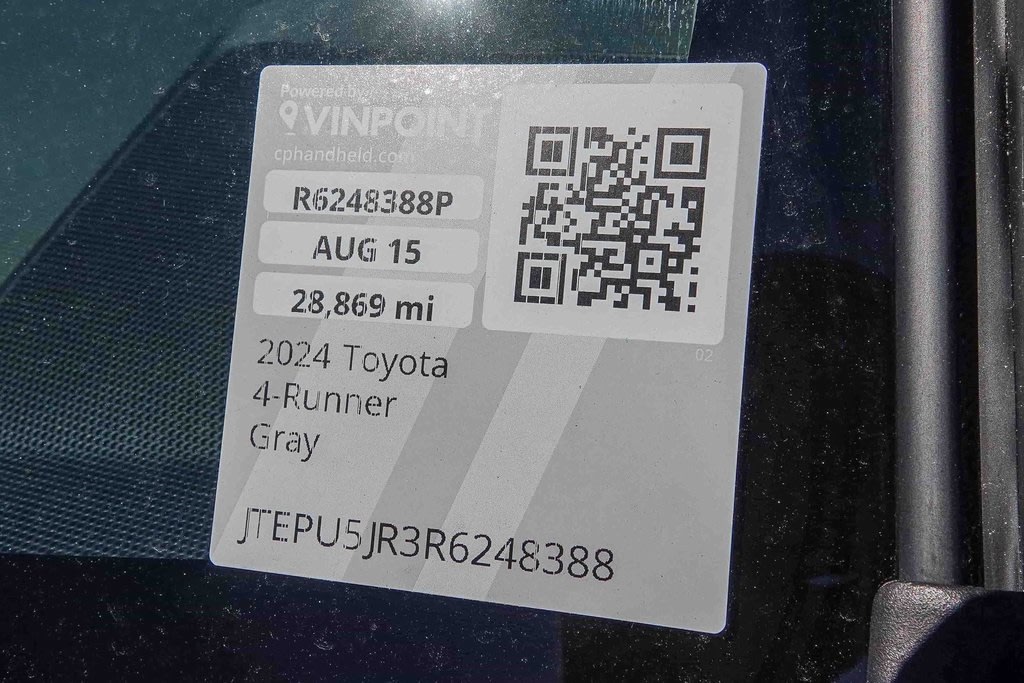 Powered by
VINPOINT
cphandheld.com
R6248388P
AUG 15
28,869 mi
2024 Toyota
4-Runner
Gray
02
JTEPU5JR3R6248388